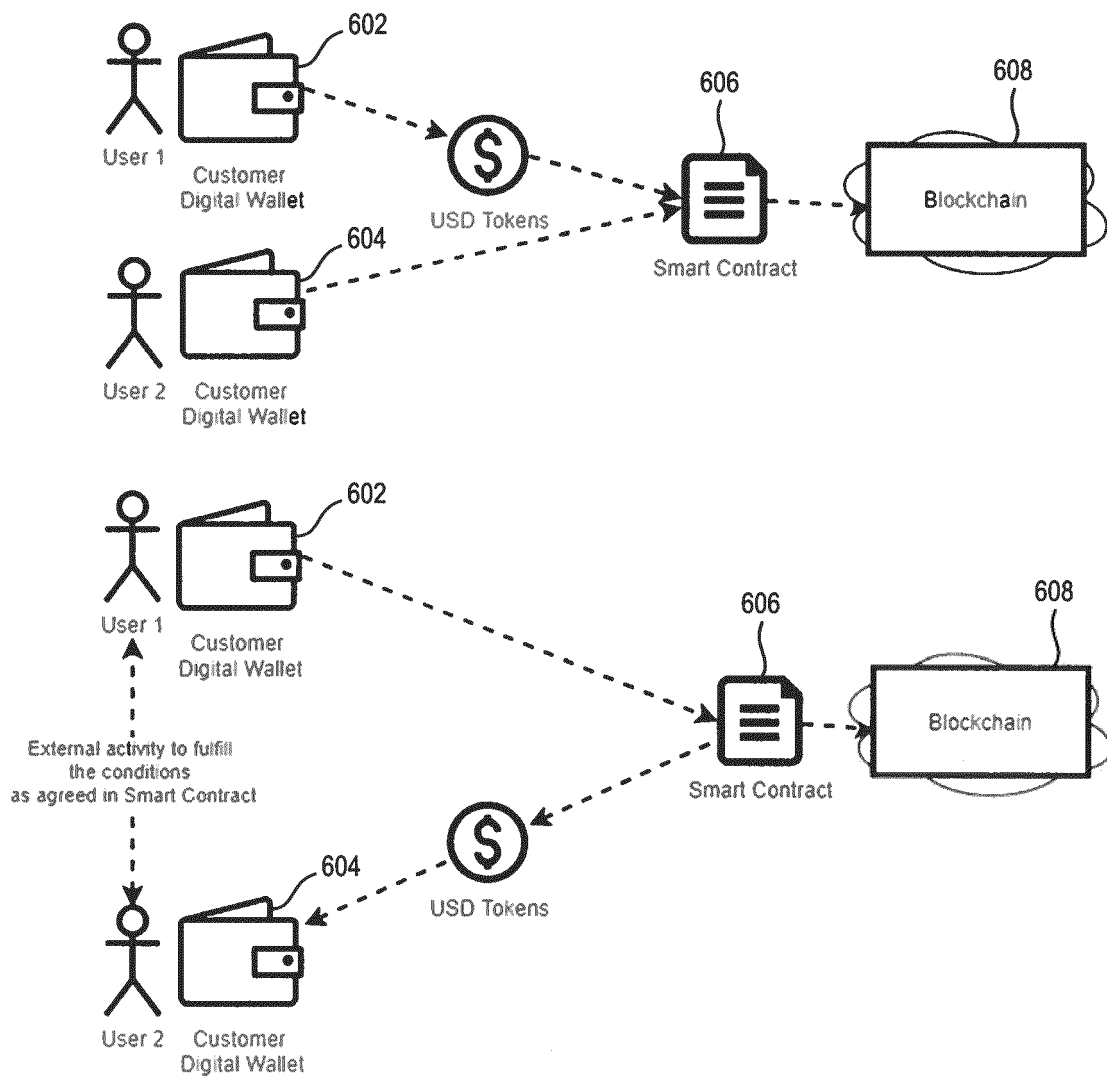 602
606
608
User 1
Customer
Digital Wallet
USD Tokens
Smart Contract
Blockchain
604
User 2
Customer
Digital Wallet
602
606
608
User 1
Customer
Digital Wallet
External activity to fulfill
the conditions
as agreed in Smart Contract
Smart Contract
Blockchain
USD Tokens
604
User 2
Customer
Digital Wallet